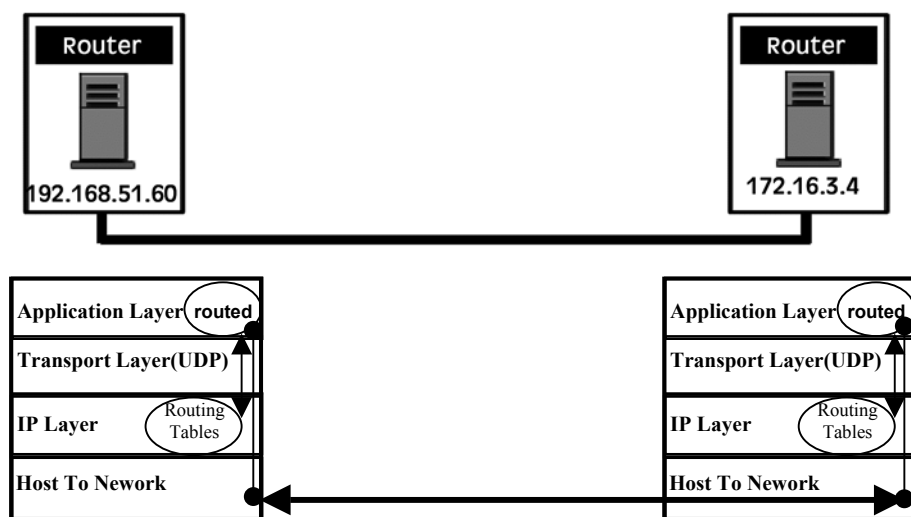 Router
Router
192.168.51.60
172.16.3.4
Application Layer routed
Transport Layer(UDP)
IP Layer
Routing
Tables
Host To Nework
Application Layer routed
Transport Layer(UDP)
IP Layer
Routing
Tables
Host To Nework